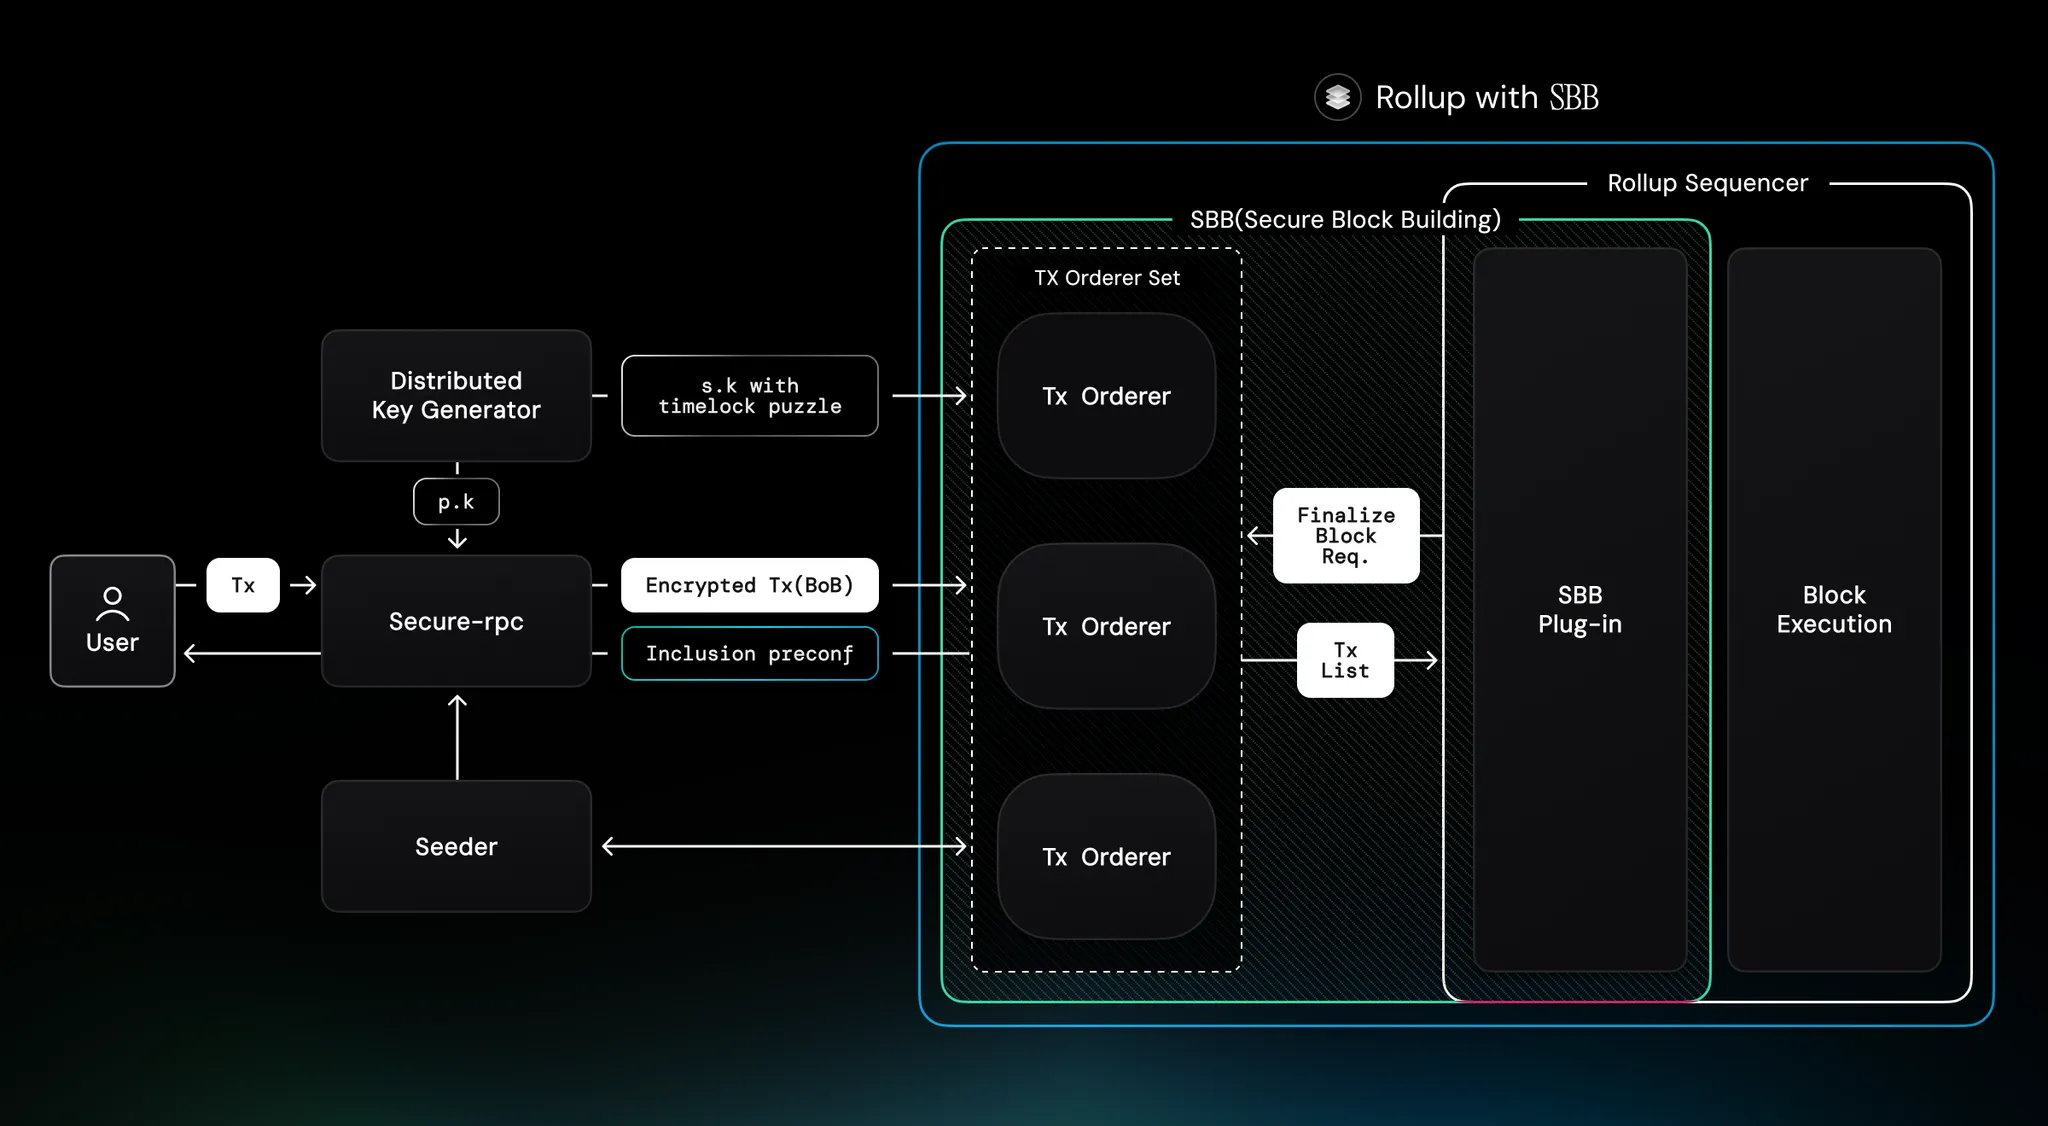 Rollup with SBB
Rollup Sequencer
SBB(Secure Block Building)
TX Orderer Set
Distributed
Key Generator
s.k with
timelock puzzle
Tx Orderer
p.k
Finalize
Block
Req.
User
Tx
Secure-rpc
Encrypted Tx(BoB)
Inclusion preconf
Tx Orderer
Tx
List
SBB
Plug-in
Block
Execution
Seeder
Tx Orderer